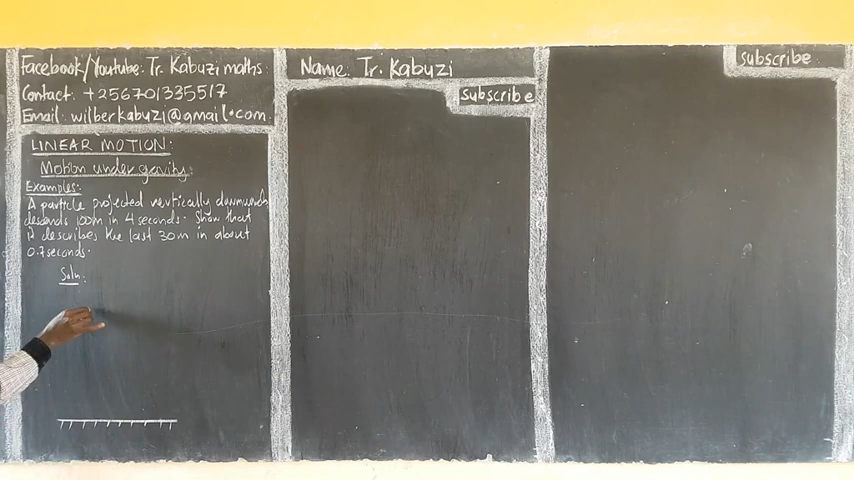 Facebook/Youtube: Tr. Kabuzi maths.
Contact: +256701335517
Email: wilberkabuzi@gmail.com
LINEAR MOTION:
Motion under gravity:
Examples:
A particle projected vertically downwards
descends 100m in 4 seconds. Show that
it describes the last 30m in about
0.7seconds.
Soln:
Name: Tr. Kabuzi
subscribe
subscribe